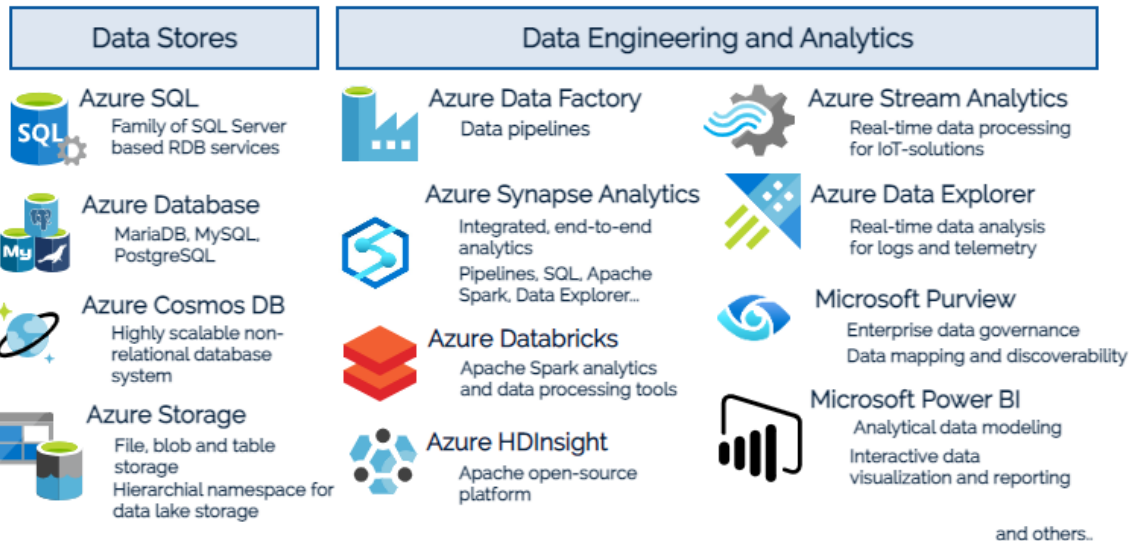 Data Stores
Data Engineering and Analytics
Azure SQL
Family of SQL Server
based RDB services
SQL
Azure Database
MariaDB, MySQL,
PostgreSQL
My
Azure Cosmos DB
Highly scalable non-
relational database
system
Azure Storage
File, blob and table
storage
Hierarchial namespace for
data lake storage
Azure Data Factory
Data pipelines
Azure Synapse Analytics
Integrated, end-to-end
analytics
Pipelines, SQL, Apache
Spark, Data Explorer...
Azure Databricks
Apache Spark analytics
and data processing tools
Azure HDInsight
Apache open-source
platform
Azure Stream Analytics
Real-time data processing
for IoT-solutions
Azure Data Explorer
Real-time data analysis
for logs and telemetry
Microsoft Purview
Enterprise data governance
Data mapping and discoverability
Microsoft Power BI
Analytical data modeling
Interactive data
visualization and reporting
and others..